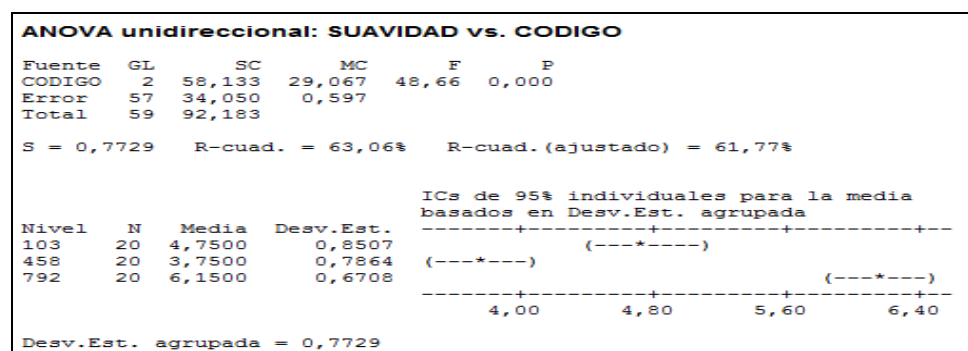 ANOVA unidireccional: SUAVIDAD vs. CODIGO
Fuente  GL      SC      MC      F      P
CODIGO   2  58,133  29,067  48,66  0,000
Error   57  34,050   0,597
Total   59  92,183
S = 0,7729   R-cuad. = 63,06%   R-cuad.(ajustado) = 61,77%
ICs de 95% individuales para la media
basados en Desv.Est. agrupada
Nivel   N   Media  Desv.Est.  -------+---------+---------+---------+--
103    20  4,7500     0,8507              (---*----)
458    20  3,7500     0,7864  (---*---)
792    20  6,1500     0,6708                                (---*---)
-------+---------+---------+---------+--
4,00      4,80      5,60      6,40
Desv.Est. agrupada = 0,7729